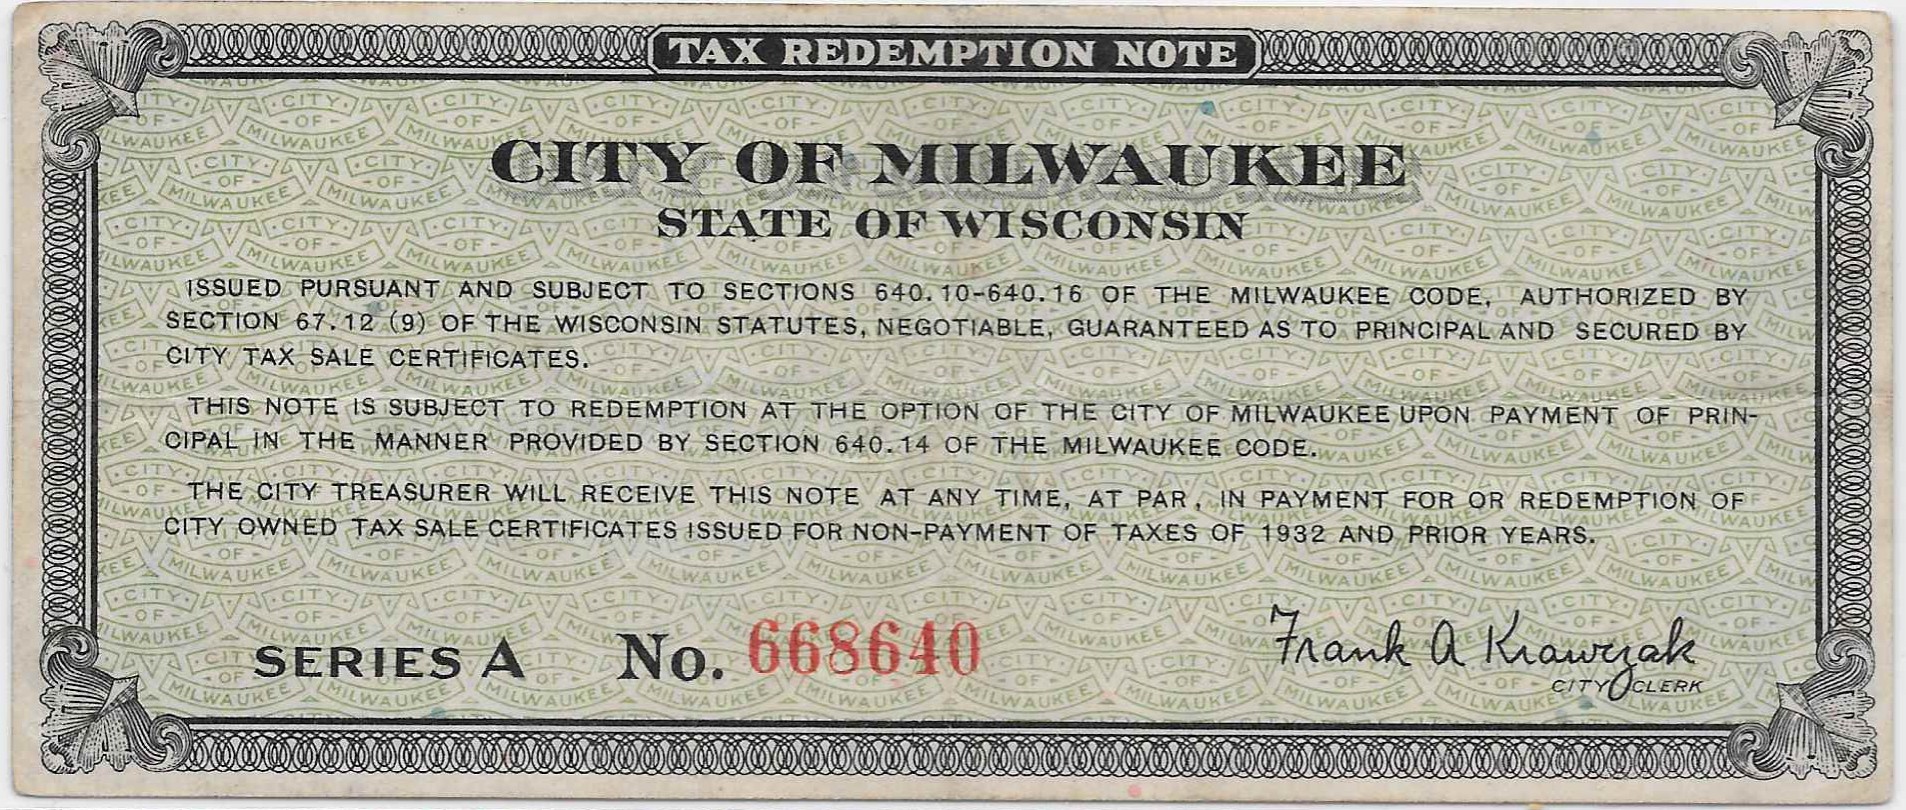 TAX REDEMPTION NOTE
CITY OF MILWAUKEE
STATE OF WISCONSIN
ISSUED PURSUANT AND SUBJECT TO SECTIONS 640.10-640.16 OF THE MILWAUKEE CODE, AUTHORIZED BY
SECTION 67.12 (9) OF THE WISCONSIN STATUTES, NEGOTIABLE, GUARANTEED AS TO PRINCIPAL AND SECURED BY
CITY TAX SALE CERTIFICATES.
THIS NOTE IS SUBJECT TO REDEMPTION AT THE OPTION OF THE CITY OF MILWAUKEE UPON PAYMENT OF PRIN-
CIPAL IN THE MANNER PROVIDED BY SECTION 640.14 OF THE MILWAUKEE CODE.
THE CITY TREASURER WILL RECEIVE THIS NOTE AT ANY TIME, AT PAR, IN PAYMENT FOR OR REDEMPTION OF
CITY OWNED TAX SALE CERTIFICATES ISSUED FOR NON-PAYMENT OF TAXES OF 1932 AND PRIOR YEARS.
SERIES A No. 668640
Frank A Krawczak
CITY CLERK